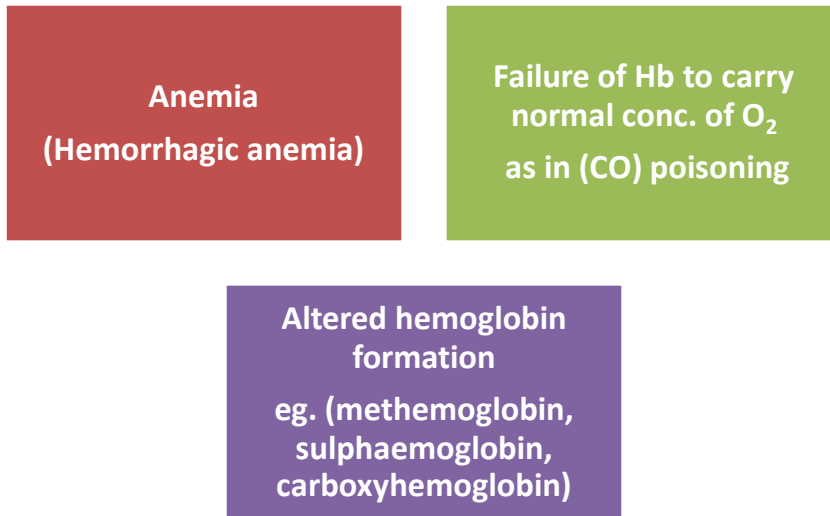 Anemia
(Hemorrhagic anemia)
Failure of Hb to carry
normal conc. of O₂
as in (CO) poisoning
Altered hemoglobin
formation
eg. (methemoglobin,
sulphaemoglobin,
carboxyhemoglobin)